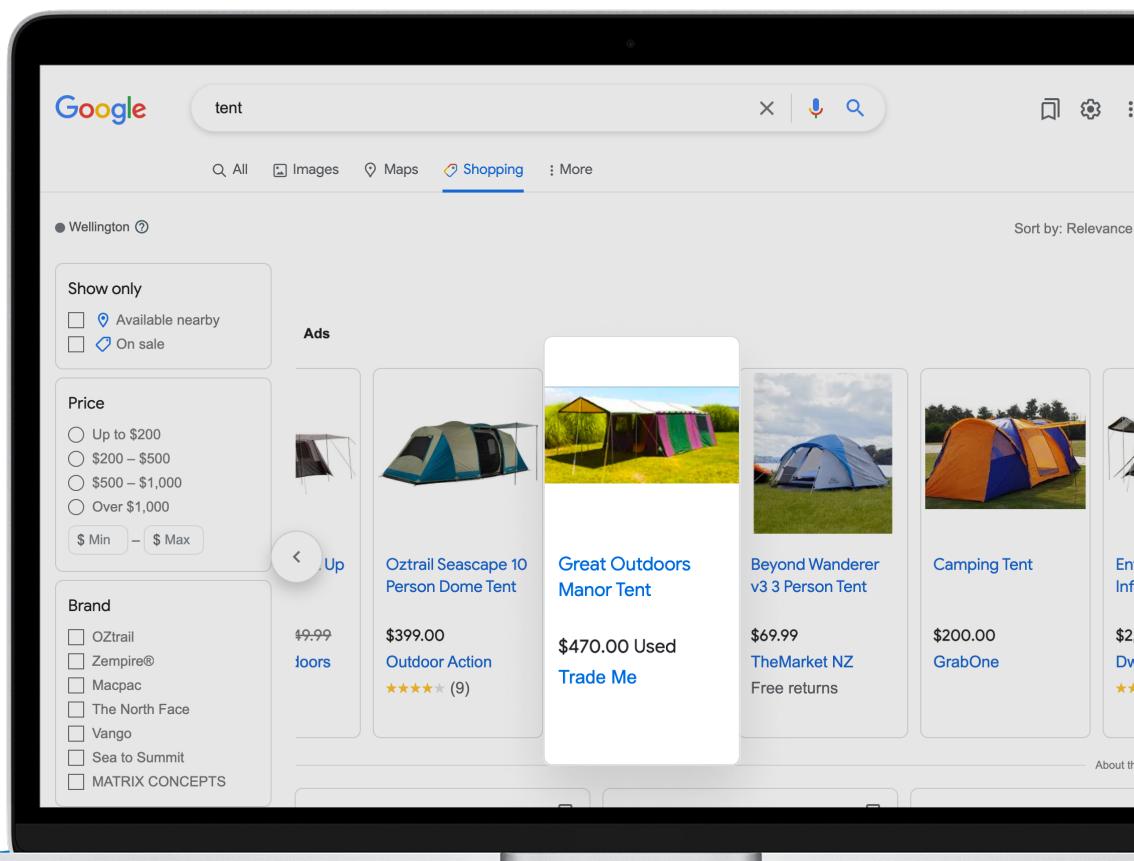 Google
tent
All
Images
Maps
Shopping
More
Wellington
Sort by: Relevance
Show only
Available nearby
On sale
Price
Up to $200
$200 – $500
$500 – $1,000
Over $1,000
$ Min – $ Max
Brand
OZtrail
Zempire®
Macpac
The North Face
Vango
Sea to Summit
MATRIX CONCEPTS
Ads
Up
Oztrail Seascape 10
Person Dome Tent
$399.00
Outdoor Action
(9)
Great Outdoors
Manor Tent
$470.00 Used
Trade Me
Beyond Wanderer
v3 3 Person Tent
$69.99
TheMarket NZ
Free returns
Camping Tent
$200.00
GrabOne
About